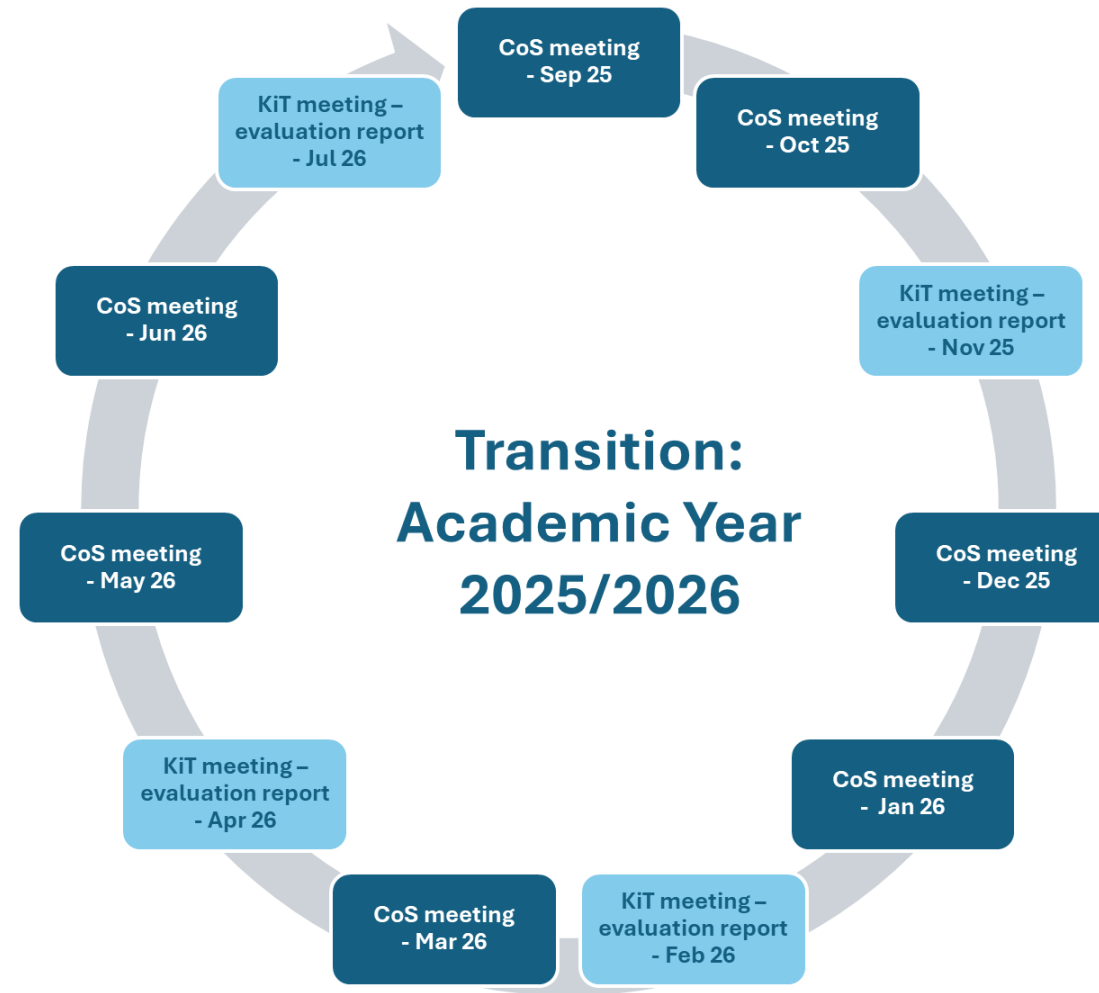 CoS meeting
- Sep 25
CoS meeting
- Oct 25
KiT meeting –
evaluation report
- Nov 25
CoS meeting
- Dec 25
CoS meeting
-  Jan 26
KiT meeting –
evaluation report
- Feb 26
CoS meeting
- Mar 26
KiT meeting –
evaluation report
- Apr 26
CoS meeting
- May 26
CoS meeting
- Jun 26
KiT meeting –
evaluation report
- Jul 26
Transition:
Academic Year
2025/2026